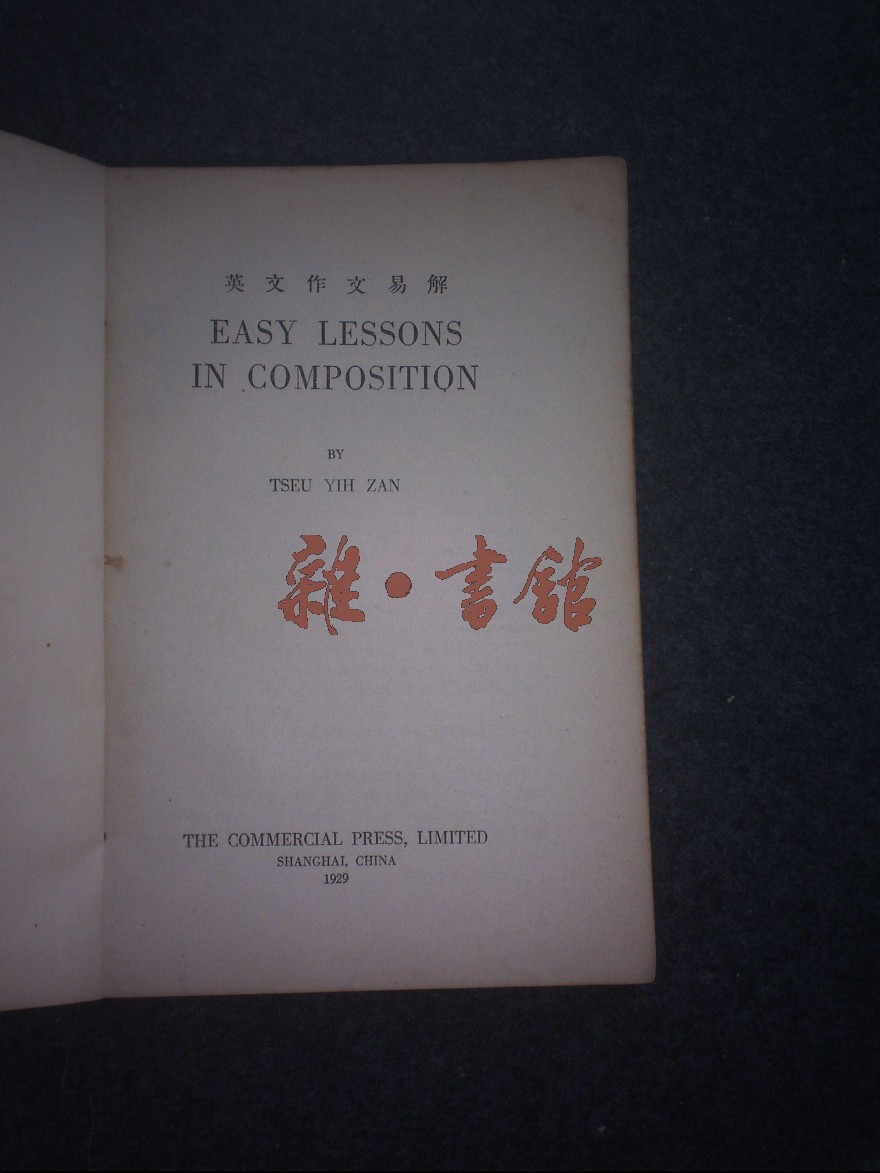 英文作文易解
EASY LESSONS
IN COMPOSITION
BY
TSEU YIH ZAN
雜·書館
THE COMMERCIAL PRESS, LIMITED
SHANGHAI, CHINA
1929